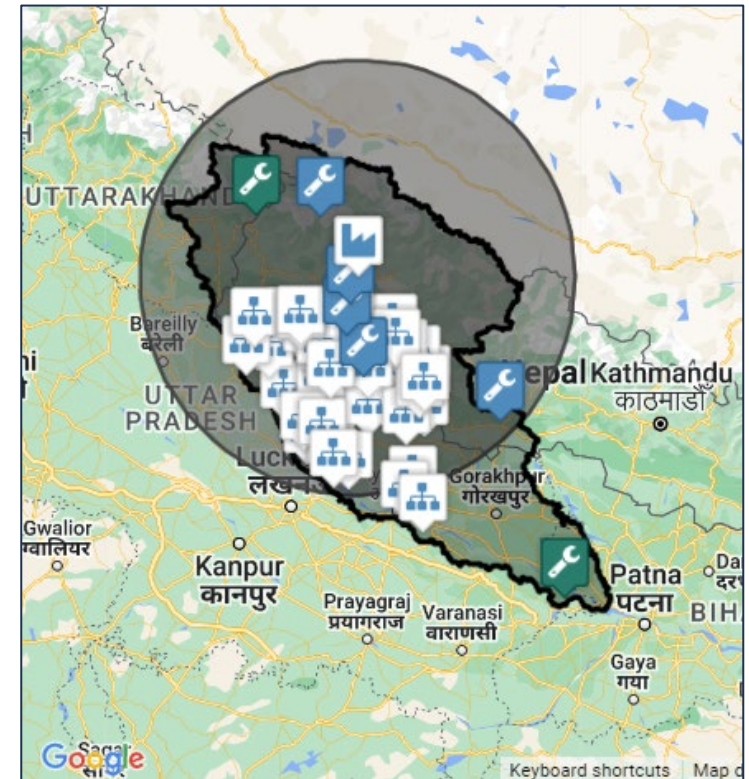 UTTARAKHAND
Bareilly
बरेली
UTTAR
PRADESH
Nepal Kathmandu
काठमाडौं
Gorakhpur
गोरखपुर
Gwalior
ग्वालियर
Kanpur
कानपुर
Prayagraj
प्रयागराज
Varanasi
वाराणसी
Patna
पटना
Gaya
गया
Google
Keyboard shortcuts
Map d